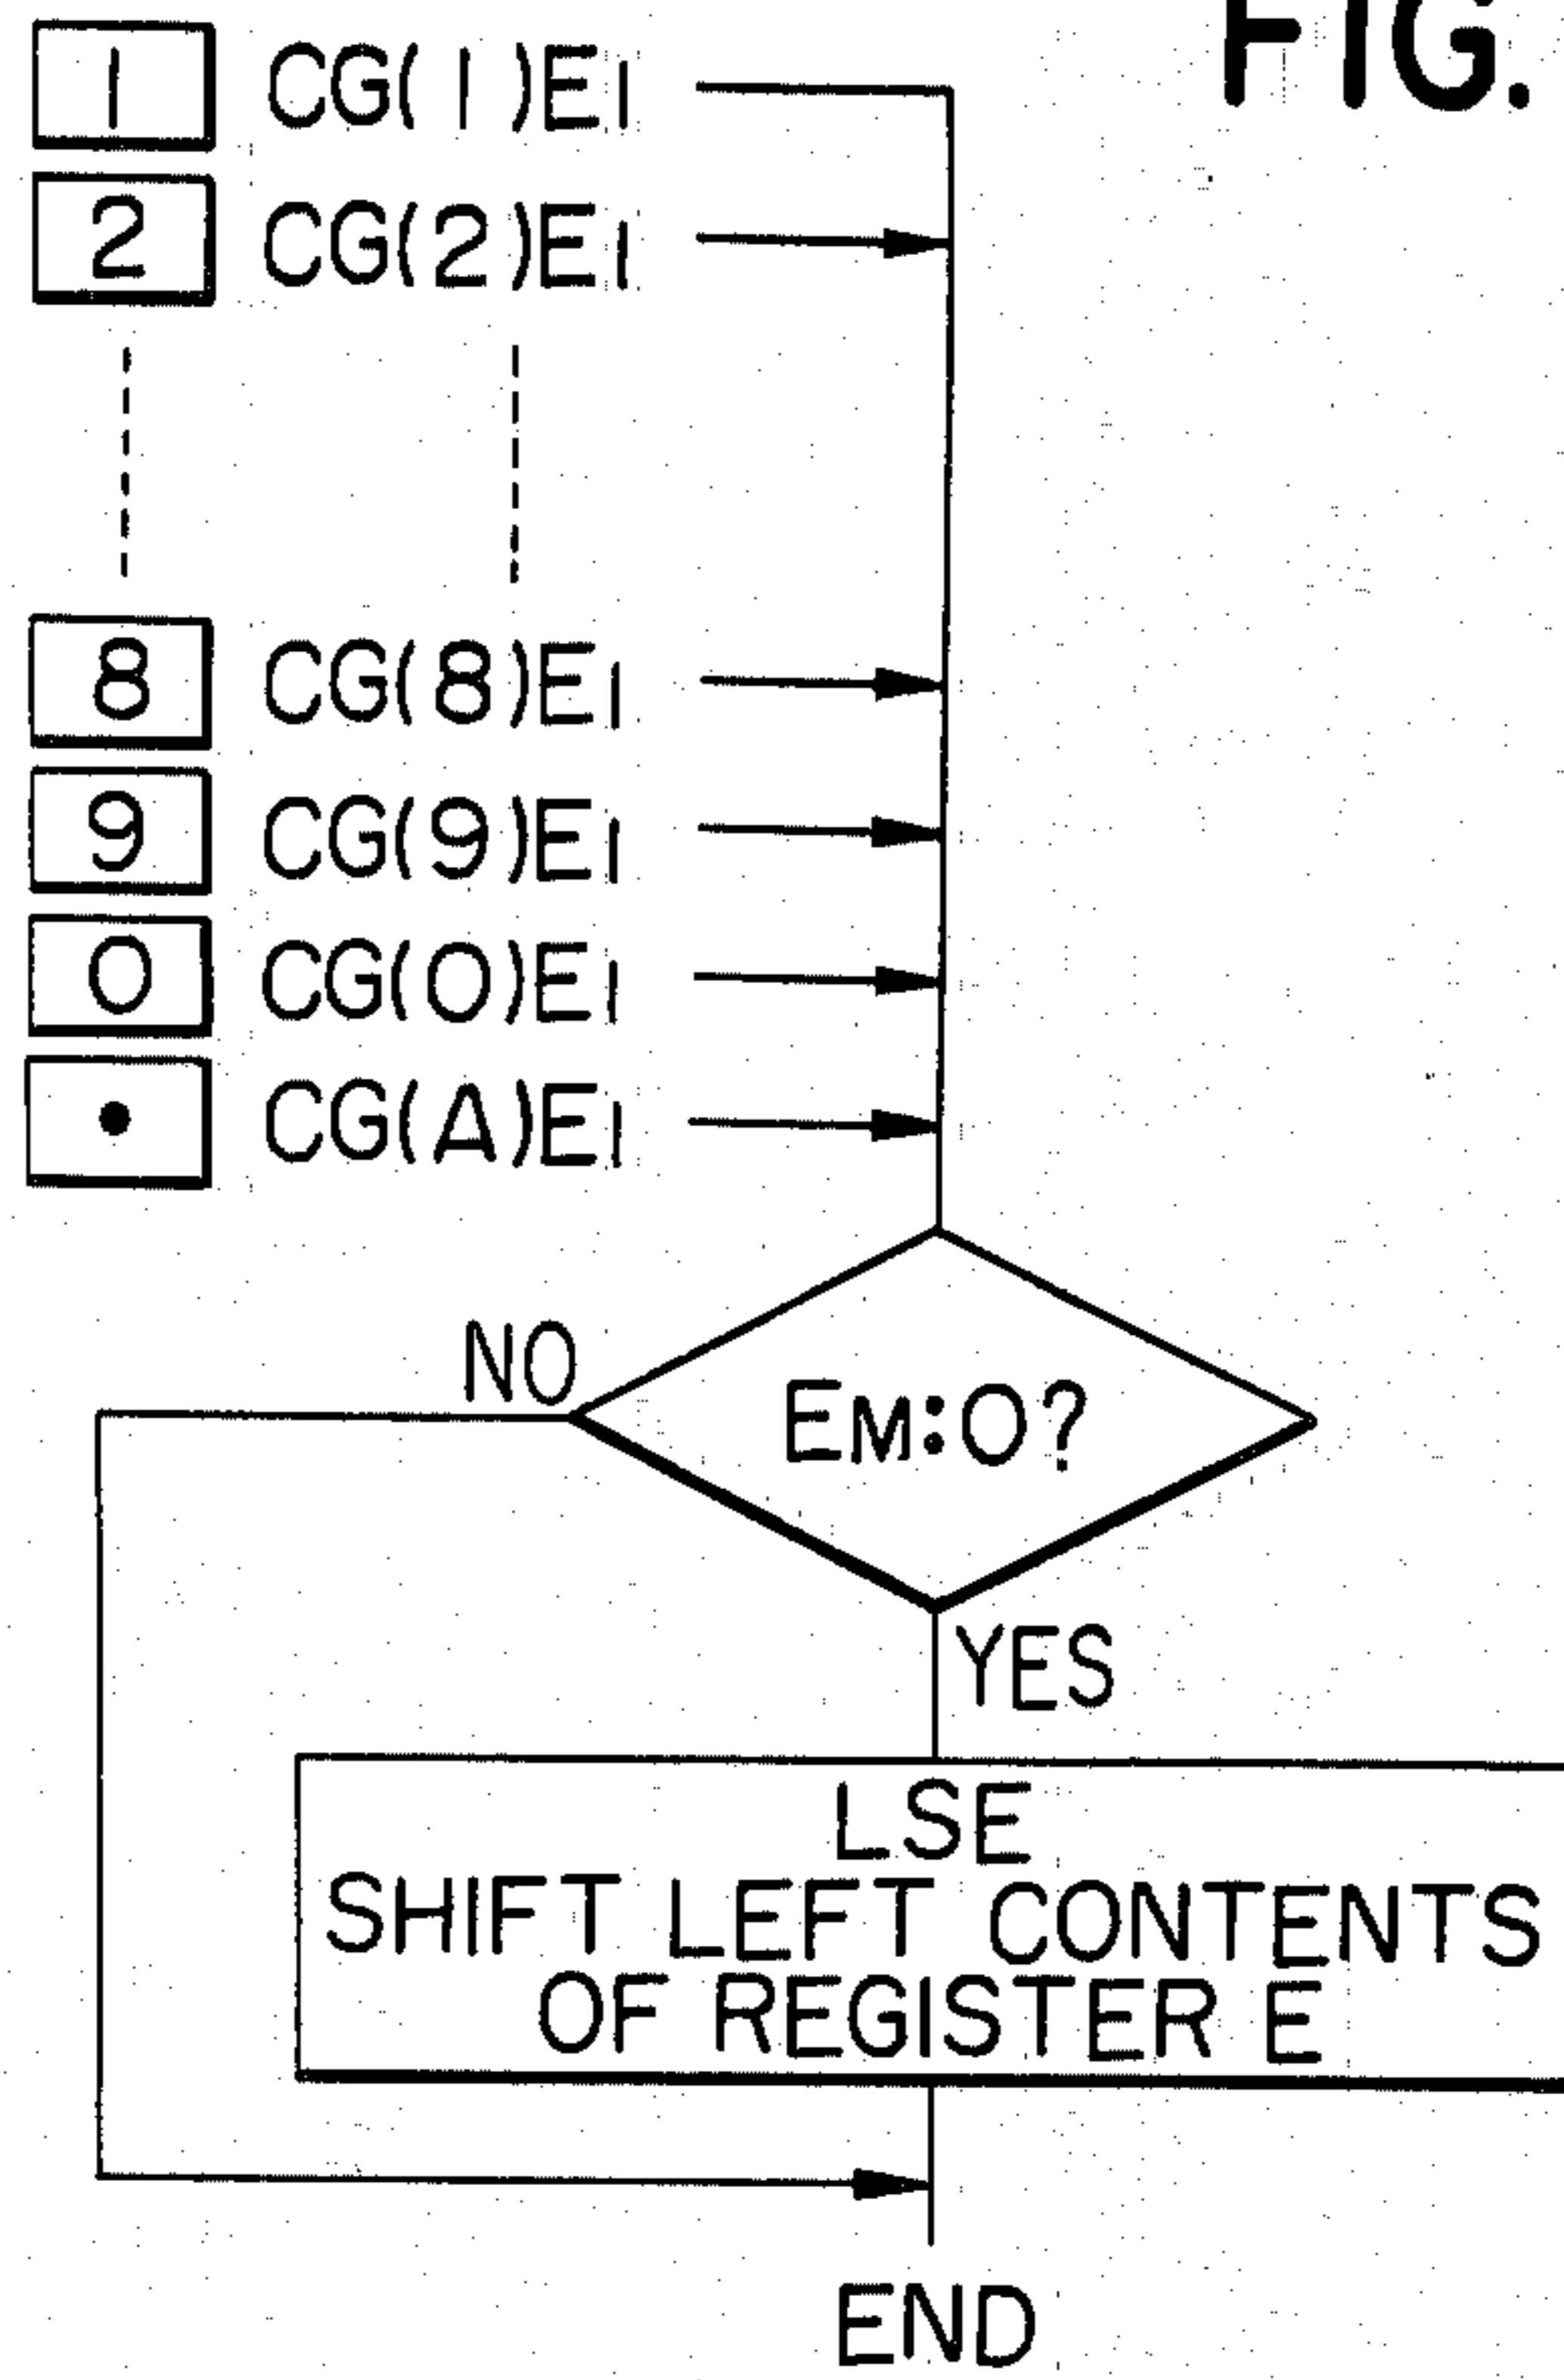 FIG.
1 CG(1)E1
2 CG(2)E1
8 CG(8)E1
9 CG(9)E1
0 CG(0)E1
• CG(A)E1
NO
EM:0?
YES
LSE
SHIFT LEFT CONTENTS
OF REGISTER E
END